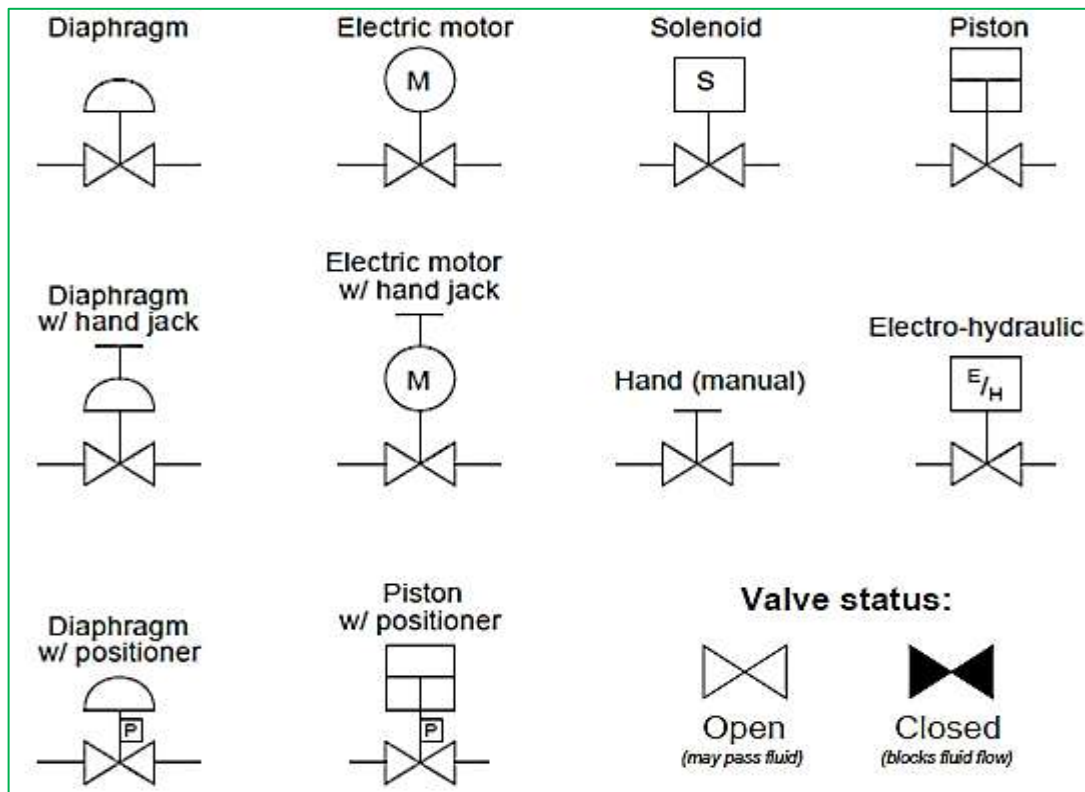 Diaphragm
Electric motor
Solenoid
Piston
M
S
Diaphragm
w/ hand jack
Electric motor
w/ hand jack
Hand (manual)
Electro-hydraulic
M
E/H
Diaphragm
w/ positioner
Piston
w/ positioner
Valve status:
P
P
Open
(may pass fluid)
Closed
(blocks fluid flow)